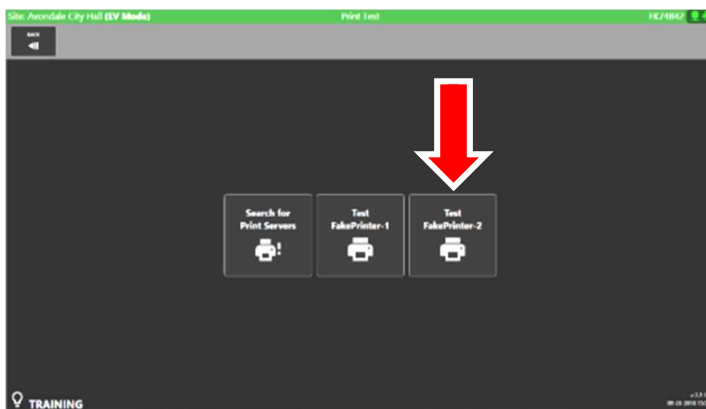 Site: Avondale City Hall (EV Mode)
Print Test
BACK
Search for
Print Servers
Test
FakePrinter-1
Test
FakePrinter-2
TRAINING